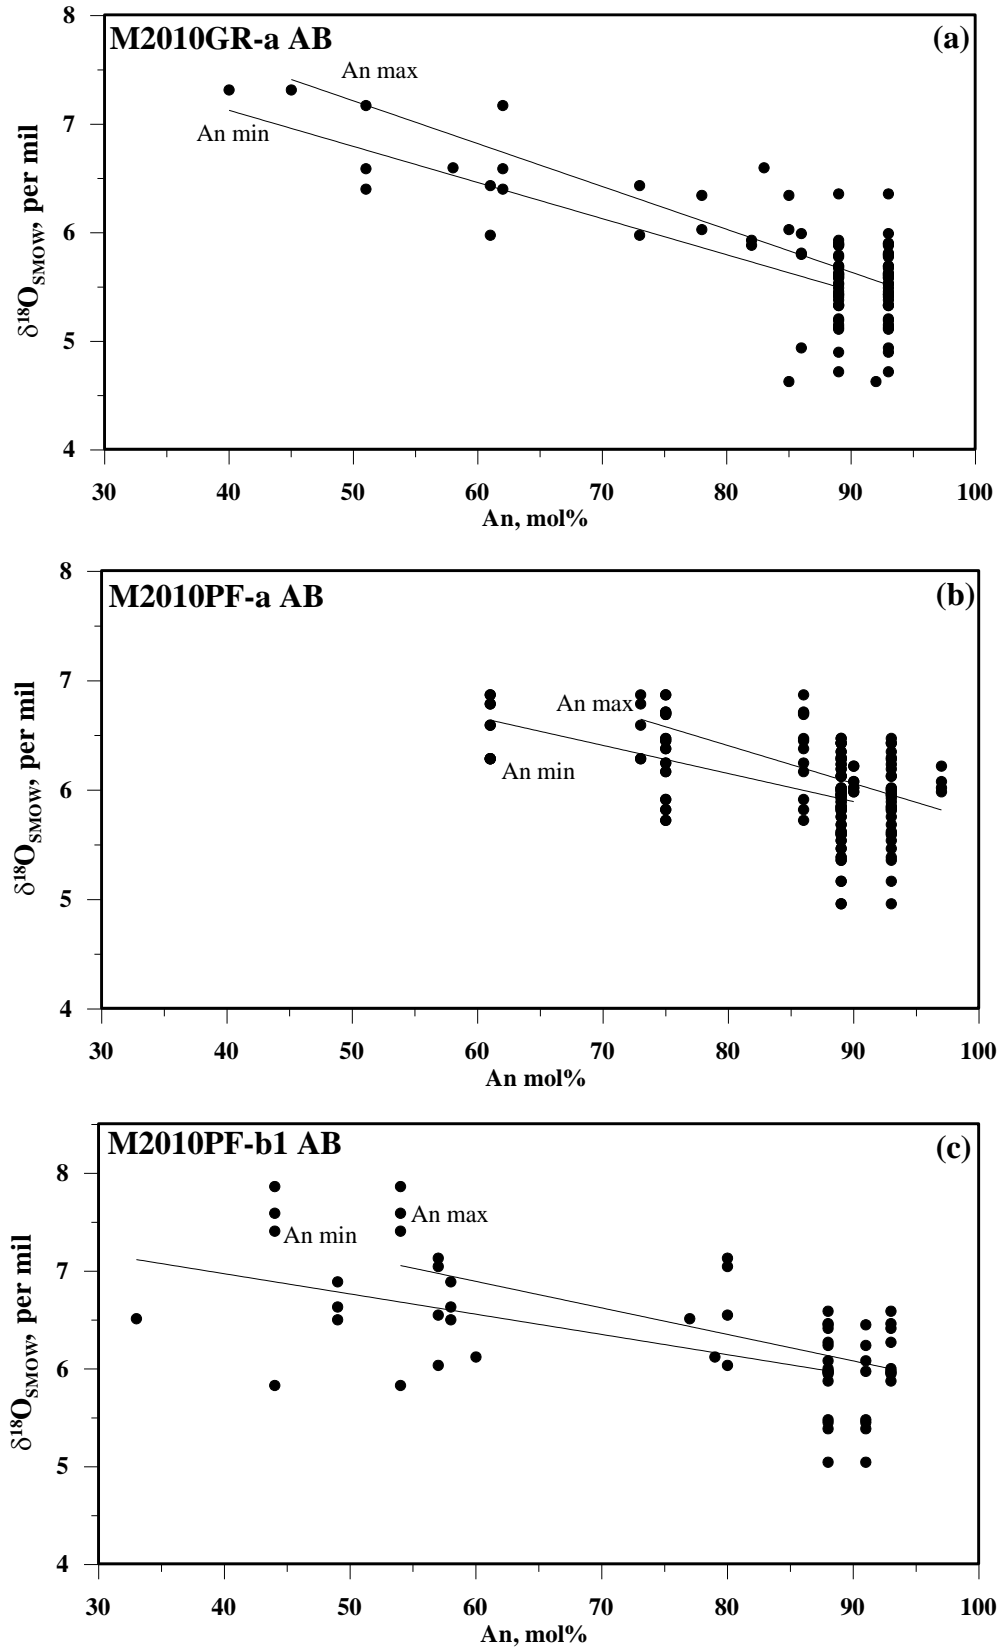 M2010GR-a AB
(a)
An max
An min
δ¹⁸O_SMOW, per mil
8
7
6
5
4
30 40 50 60 70 80 90 100
An, mol%
M2010PF-a AB
(b)
An max
An min
δ¹⁸O_SMOW, per mil
8
7
6
5
4
30 40 50 60 70 80 90 100
An mol%
M2010PF-b1 AB
(c)
An max
An min
δ¹⁸O_SMOW, per mil
8
7
6
5
4
30 40 50 60 70 80 90 100
An, mol%